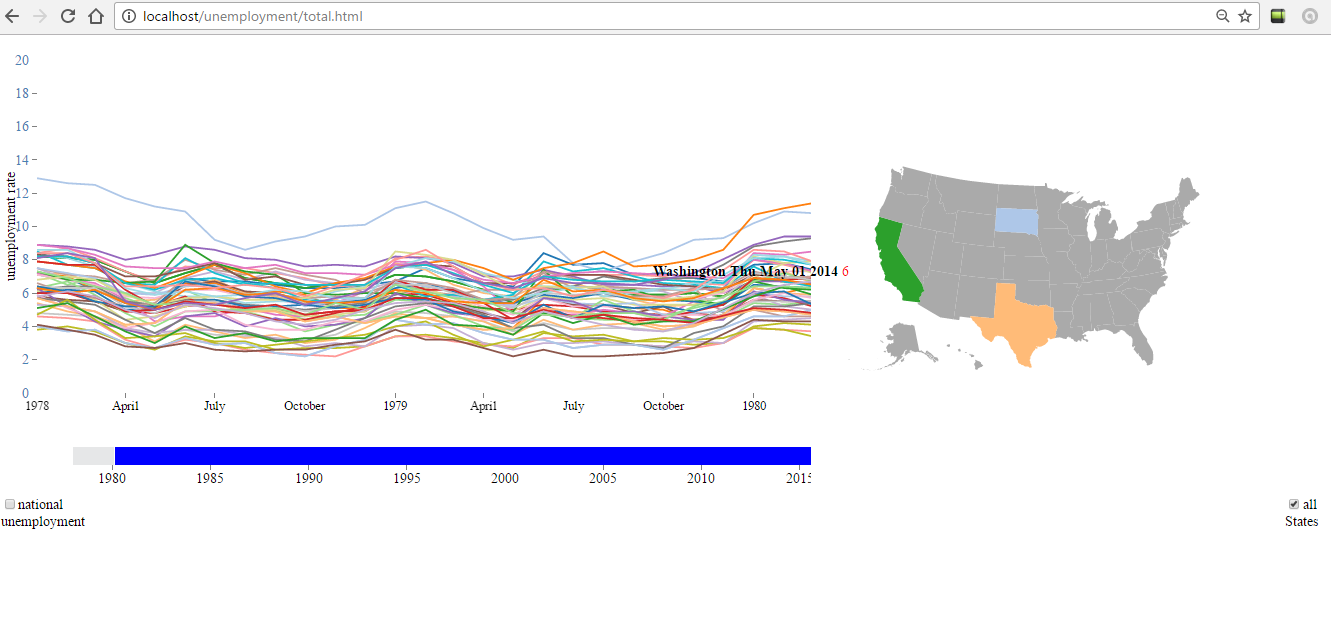 localhost/unemployment/total.html
20
18
16
14
12
10
8
6
4
2
0
unemployment rate
Washington Thu May 01 2014 6
1978 April July October 1979 April July October 1980
1980 1985 1990 1995 2000 2005 2010 2015
national
unemployment
all
States